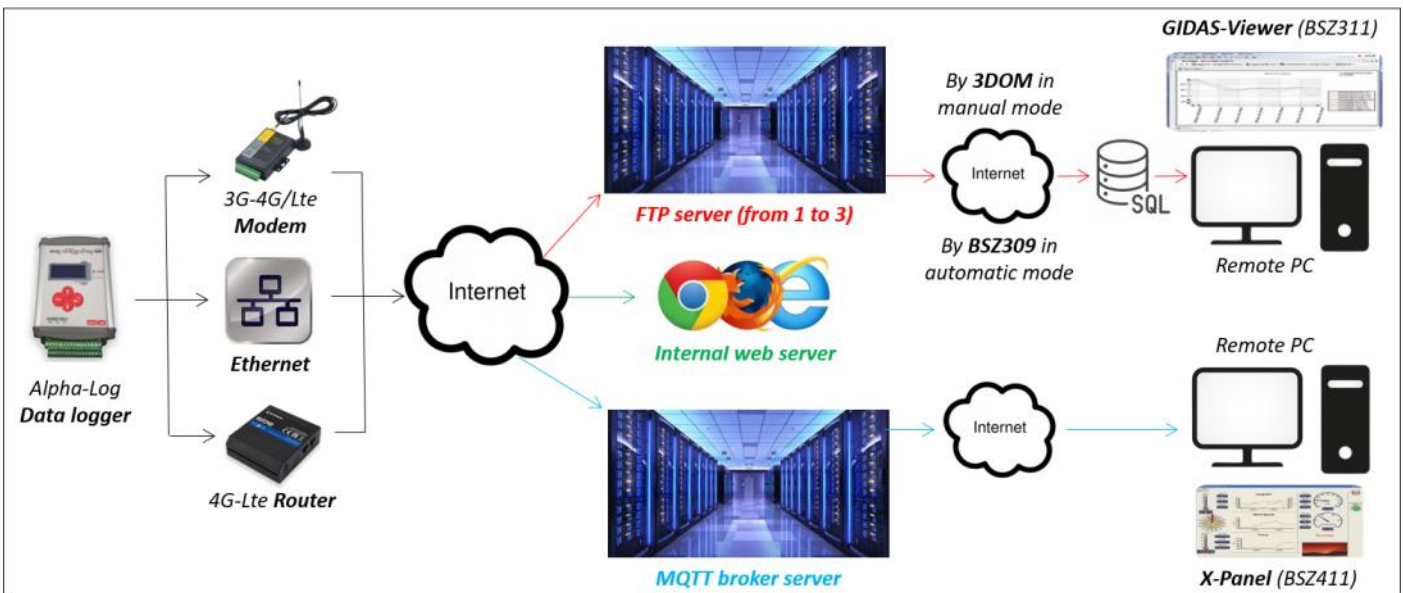 GIDAS-Viewer (BSZ311)
By 3DOM in
manual mode
3G-4G/Lte
Modem
Internet
SQL
FTP server (from 1 to 3)
By BSZ309 in
automatic mode
Remote PC
Internet
Ethernet
Internal web server
Alpha-Log
Data logger
Remote PC
Internet
4G-Lte Router
MQTT broker server
X-Panel (BSZ411)